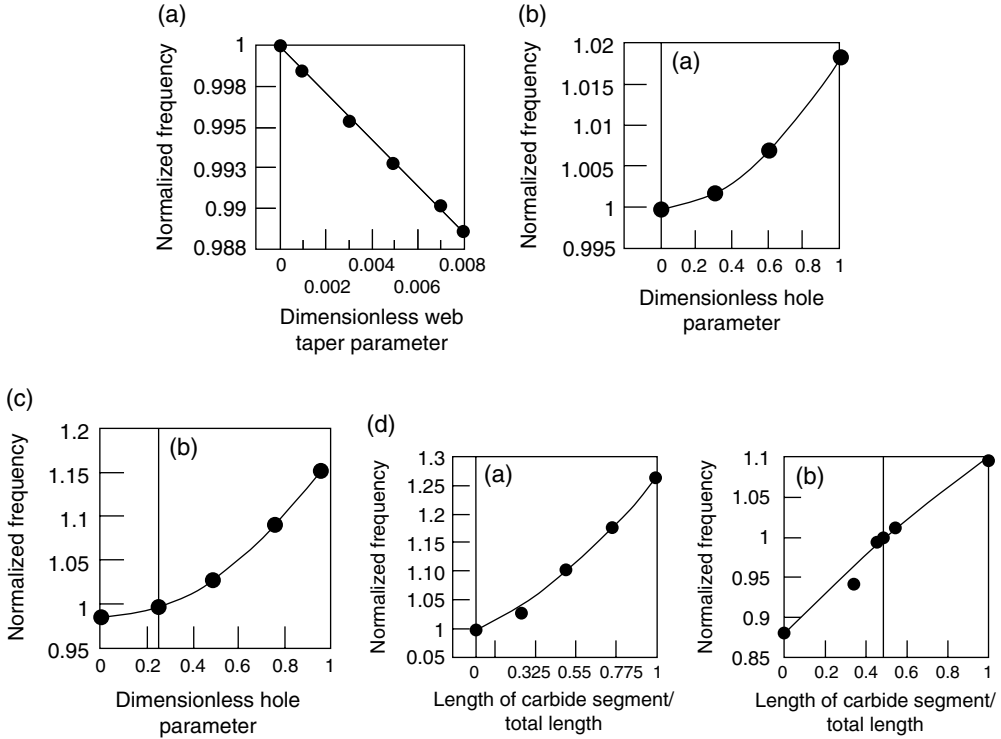 (a)
Normalized frequency
1
0.998
0.995
0.993
0.99
0.988
0
0.004
0.008
0.002
0.006
Dimensionless web
taper parameter
(b)
(a)
Normalized frequency
1.02
1.015
1.01
1.005
1
0.995
0
0.2
0.4
0.6
0.8
1
Dimensionless hole
parameter
(c)
(b)
Normalized frequency
1.2
1.15
1.1
1.05
1
0.95
0
0.2
0.4
0.6
0.8
1
Dimensionless hole
parameter
(d)
(a)
Normalized frequency
1.3
1.25
1.2
1.15
1.10
1.05
1
0.05
0
0.325
0.55
0.775
1
Length of carbide segment/
total length
(b)
Normalized frequency
1.1
1.05
1
0.95
0.9
0.85
0
0.2
0.4
0.6
0.8
1
Length of carbide segment/
total length